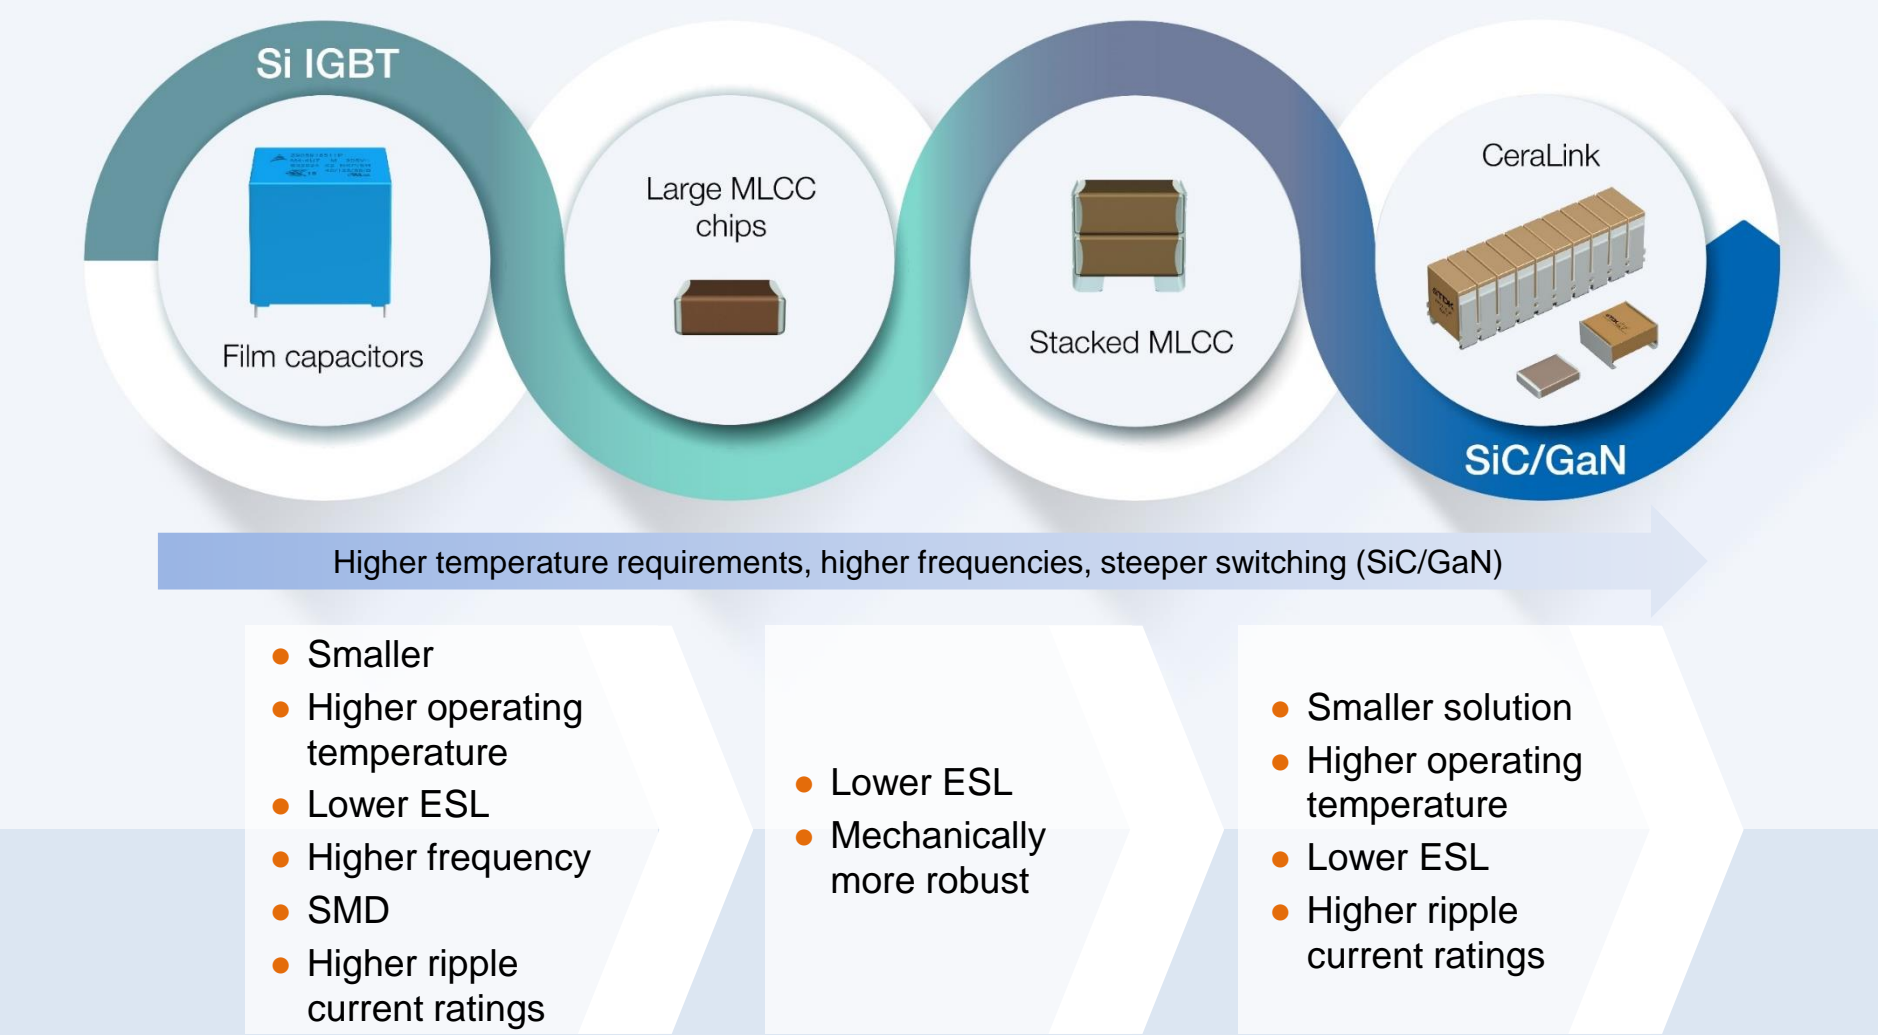 Si IGBT
Film capacitors
Large MLCC
chips
Stacked MLCC
CeraLink
SiC/GaN
Higher temperature requirements, higher frequencies, steeper switching (SiC/GaN)
● Smaller
● Higher operating
temperature
● Lower ESL
● Higher frequency
● SMD
● Higher ripple
current ratings
● Lower ESL
● Mechanically
more robust
● Smaller solution
● Higher operating
temperature
● Lower ESL
● Higher ripple
current ratings